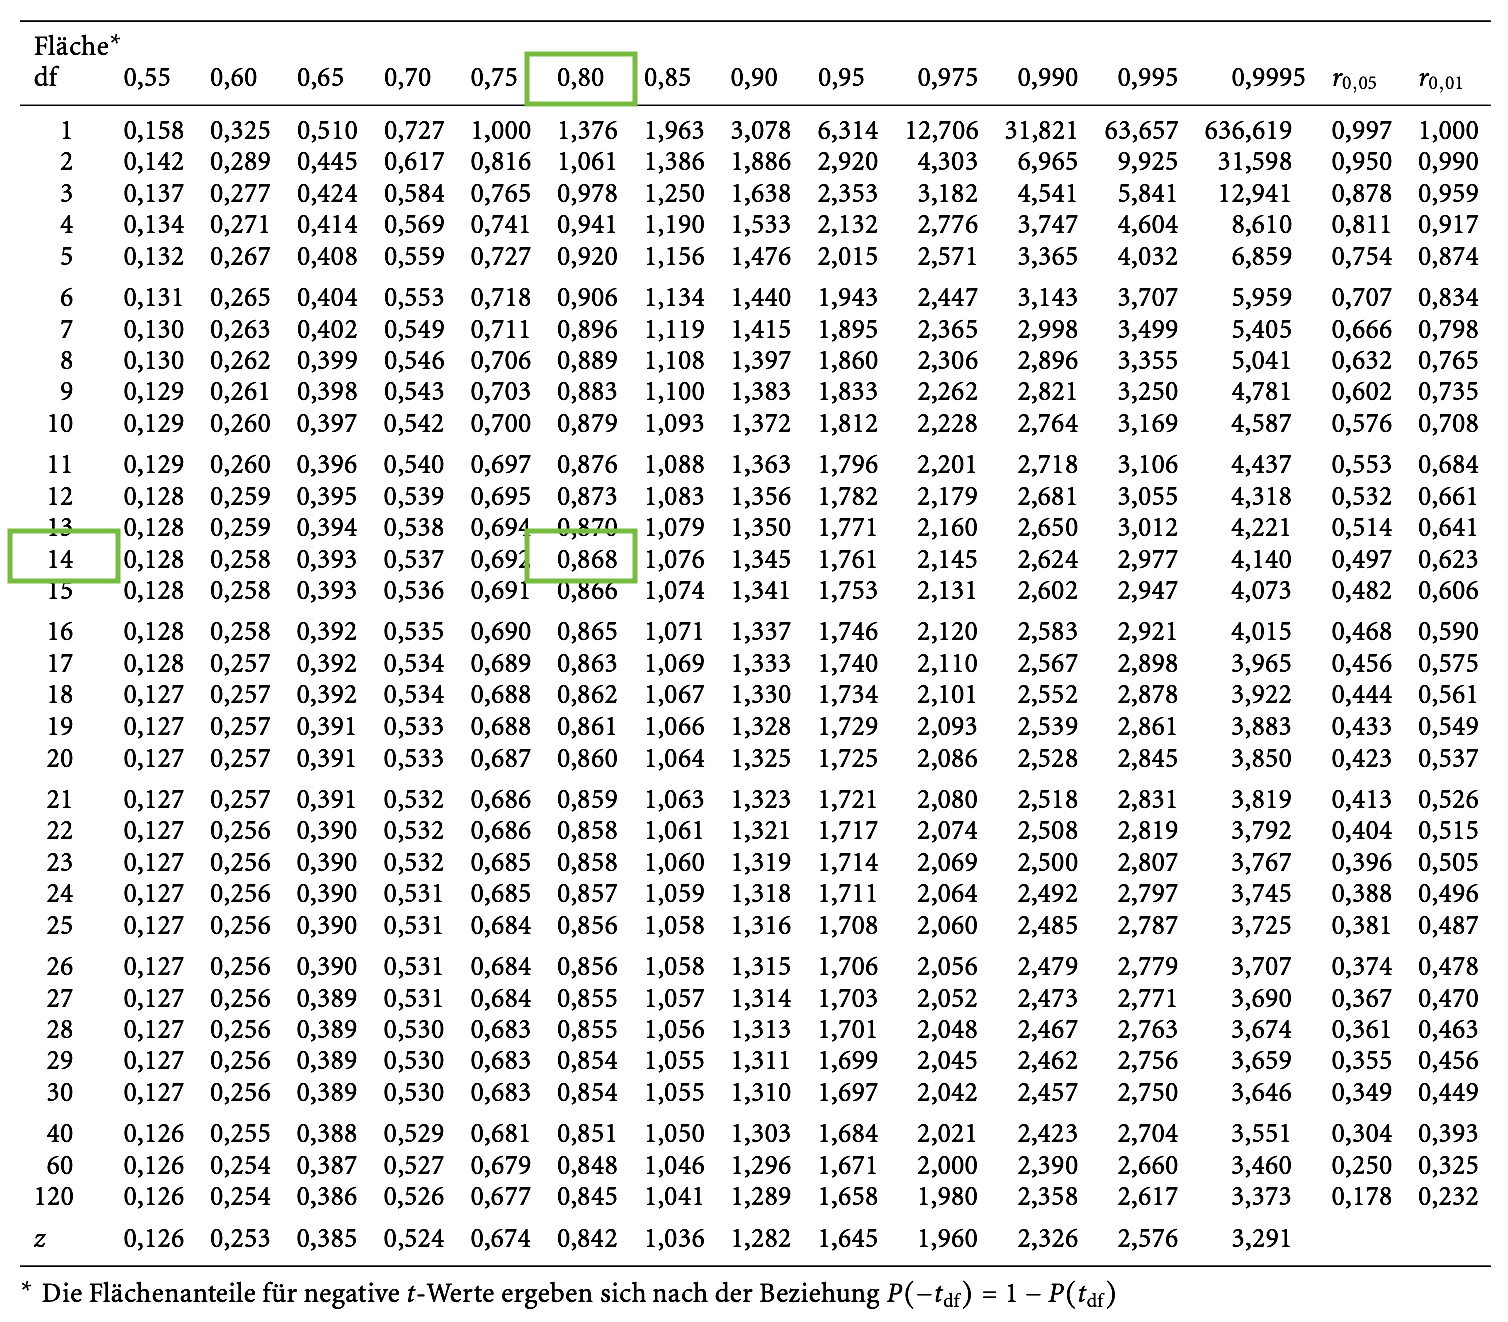 Fläche*
df 0,55 0,60 0,65 0,70 0,75 0,80 0,85 0,90 0,95 0,975 0,990 0,995 0,9995 r0,05 r0,01
1 0,158 0,325 0,510 0,727 1,000 1,376 1,963 3,078 6,314 12,706 31,821 63,657 636,619 0,997 1,000
2 0,142 0,289 0,445 0,617 0,816 1,061 1,386 1,886 2,920 4,303 6,965 9,925 31,598 0,950 0,990
3 0,137 0,277 0,424 0,584 0,765 0,978 1,250 1,638 2,353 3,182 4,541 5,841 12,941 0,878 0,959
4 0,134 0,271 0,414 0,569 0,741 0,941 1,190 1,533 2,132 2,776 3,747 4,604 8,610 0,811 0,917
5 0,132 0,267 0,408 0,559 0,727 0,920 1,156 1,476 2,015 2,571 3,365 4,032 6,859 0,754 0,874
6 0,131 0,265 0,404 0,553 0,718 0,906 1,134 1,440 1,943 2,447 3,143 3,707 5,959 0,707 0,834
7 0,130 0,263 0,402 0,549 0,711 0,896 1,119 1,415 1,895 2,365 2,998 3,499 5,405 0,666 0,798
8 0,130 0,262 0,399 0,546 0,706 0,889 1,108 1,397 1,860 2,306 2,896 3,355 5,041 0,632 0,765
9 0,129 0,261 0,398 0,543 0,703 0,883 1,100 1,383 1,833 2,262 2,821 3,250 4,781 0,602 0,735
10 0,129 0,260 0,397 0,542 0,700 0,879 1,093 1,372 1,812 2,228 2,764 3,169 4,587 0,576 0,708
11 0,129 0,260 0,396 0,540 0,697 0,876 1,088 1,363 1,796 2,201 2,718 3,106 4,437 0,553 0,684
12 0,128 0,259 0,395 0,539 0,695 0,873 1,083 1,356 1,782 2,179 2,681 3,055 4,318 0,532 0,661
13 0,128 0,259 0,394 0,538 0,694 0,870 1,079 1,350 1,771 2,160 2,650 3,012 4,221 0,514 0,641
14 0,128 0,258 0,393 0,537 0,692 0,868 1,076 1,345 1,761 2,145 2,624 2,977 4,140 0,497 0,623
15 0,128 0,258 0,393 0,536 0,691 0,866 1,074 1,341 1,753 2,131 2,602 2,947 4,073 0,482 0,606
16 0,128 0,258 0,392 0,535 0,690 0,865 1,071 1,337 1,746 2,120 2,583 2,921 4,015 0,468 0,590
17 0,128 0,257 0,392 0,534 0,689 0,863 1,069 1,333 1,740 2,110 2,567 2,898 3,965 0,456 0,575
18 0,127 0,257 0,392 0,534 0,688 0,862 1,067 1,330 1,734 2,101 2,552 2,878 3,922 0,444 0,561
19 0,127 0,257 0,391 0,533 0,688 0,861 1,066 1,328 1,729 2,093 2,539 2,861 3,883 0,433 0,549
20 0,127 0,257 0,391 0,533 0,687 0,860 1,064 1,325 1,725 2,086 2,528 2,845 3,850 0,423 0,537
21 0,127 0,257 0,391 0,532 0,686 0,859 1,063 1,323 1,721 2,080 2,518 2,831 3,819 0,413 0,526
22 0,127 0,256 0,390 0,532 0,686 0,858 1,061 1,321 1,717 2,074 2,508 2,819 3,792 0,404 0,515
23 0,127 0,256 0,390 0,532 0,685 0,858 1,060 1,319 1,714 2,069 2,500 2,807 3,767 0,396 0,505
24 0,127 0,256 0,390 0,531 0,685 0,857 1,059 1,318 1,711 2,064 2,492 2,797 3,745 0,388 0,496
25 0,127 0,256 0,390 0,531 0,684 0,856 1,058 1,316 1,708 2,060 2,485 2,787 3,725 0,381 0,487
26 0,127 0,256 0,390 0,531 0,684 0,856 1,058 1,315 1,706 2,056 2,479 2,779 3,707 0,374 0,478
27 0,127 0,256 0,389 0,531 0,684 0,855 1,057 1,314 1,703 2,052 2,473 2,771 3,690 0,367 0,470
28 0,127 0,256 0,389 0,530 0,683 0,855 1,056 1,313 1,701 2,048 2,467 2,763 3,674 0,361 0,463
29 0,127 0,256 0,389 0,530 0,683 0,854 1,055 1,311 1,699 2,045 2,462 2,756 3,659 0,355 0,456
30 0,127 0,256 0,389 0,530 0,683 0,854 1,055 1,310 1,697 2,042 2,457 2,750 3,646 0,349 0,449
40 0,126 0,255 0,388 0,529 0,681 0,851 1,050 1,303 1,684 2,021 2,423 2,704 3,551 0,304 0,393
60 0,126 0,254 0,387 0,527 0,679 0,848 1,046 1,296 1,671 2,000 2,390 2,660 3,460 0,250 0,325
120 0,126 0,254 0,386 0,526 0,677 0,845 1,041 1,289 1,658 1,980 2,358 2,617 3,373 0,178 0,232
z 0,126 0,253 0,385 0,524 0,674 0,842 1,036 1,282 1,645 1,960 2,326 2,576 3,291
* Die Flächenanteile für negative t-Werte ergeben sich nach der Beziehung P(−tdf) = 1 − P(tdf)